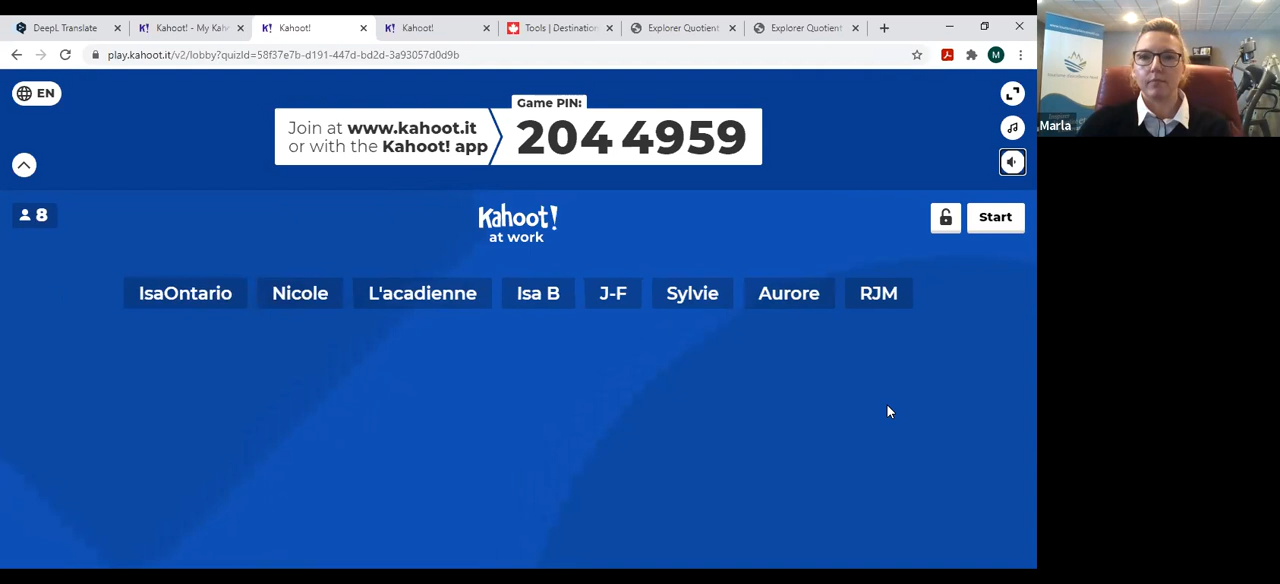 DeepL Translate
Kahoot! - My Kah
Kahoot!
Kahoot!
Tools | Destination
Explorer Quotient
Explorer Quotient
play.kahoot.it/v2/lobby?quizId=58f37e7b-d191-447d-bd2d-3a93057d0d9b
M
EN
Join at www.kahoot.it
or with the Kahoot! app
Game PIN:
204 4959
8
Kahoot!
at work
Start
IsaOntario Nicole L'acadienne Isa B J-F Sylvie Aurore RJM
Marla